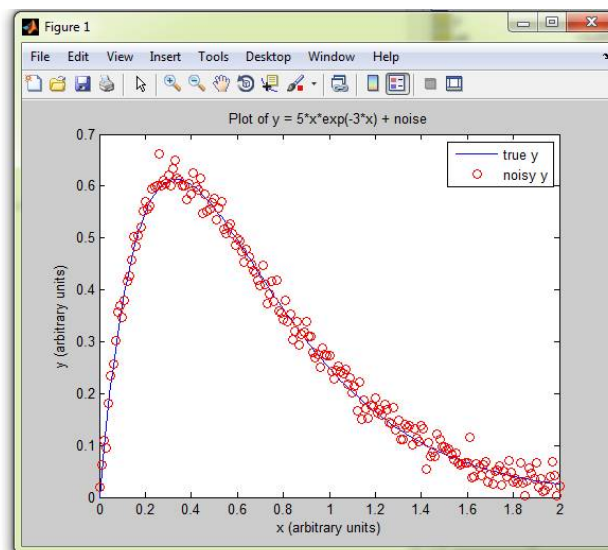 Figure 1
File Edit View Insert Tools Desktop Window Help
Plot of y = 5*x*exp(-3*x) + noise
true y
noisy y
0.7
0.6
0.5
0.4
0.3
0.2
0.1
0
y (arbitrary units)
0 0.2 0.4 0.6 0.8 1 1.2 1.4 1.6 1.8 2
x (arbitrary units)